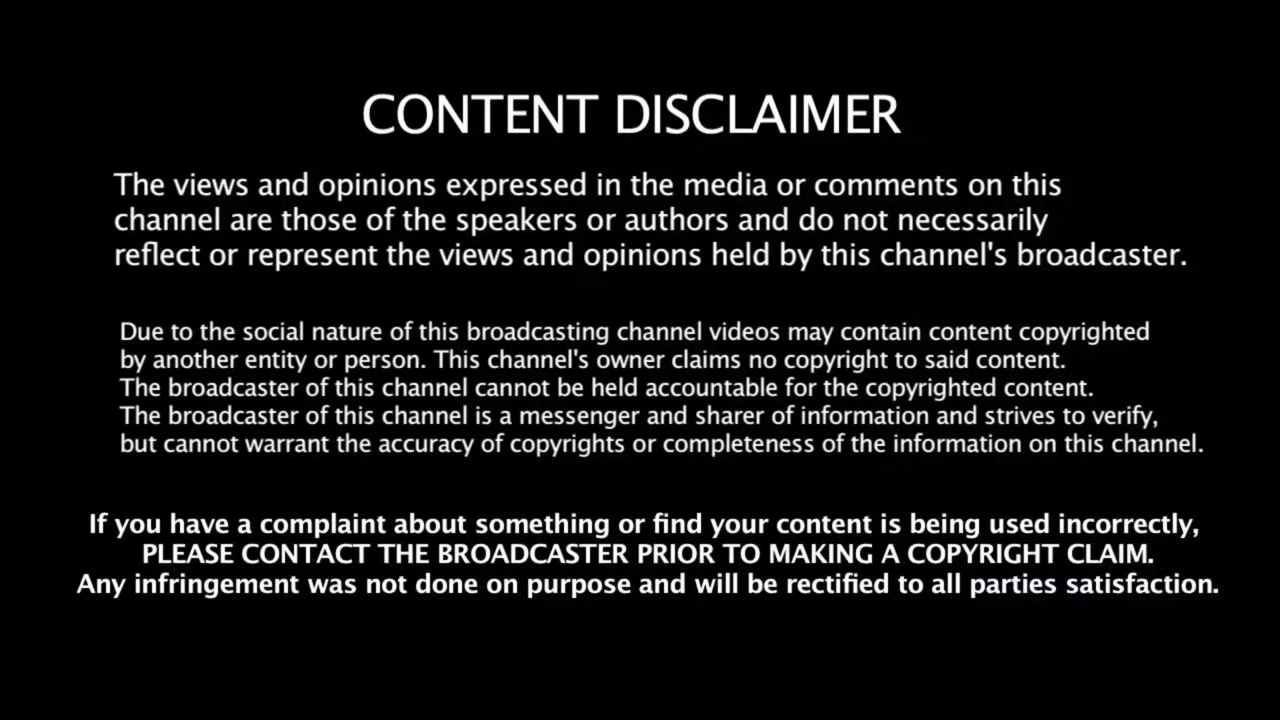 CONTENT DISCLAIMER
The views and opinions expressed in the media or comments on this
channel are those of the speakers or authors and do not necessarily
reflect or represent the views and opinions held by this channel's broadcaster.
Due to the social nature of this broadcasting channel videos may contain content copyrighted
by another entity or person. This channel's owner claims no copyright to said content.
The broadcaster of this channel cannot be held accountable for the copyrighted content.
The broadcaster of this channel is a messenger and sharer of information and strives to verify,
but cannot warrant the accuracy of copyrights or completeness of the information on this channel.
If you have a complaint about something or find your content is being used incorrectly,
PLEASE CONTACT THE BROADCASTER PRIOR TO MAKING A COPYRIGHT CLAIM.
Any infringement was not done on purpose and will be rectified to all parties satisfaction.